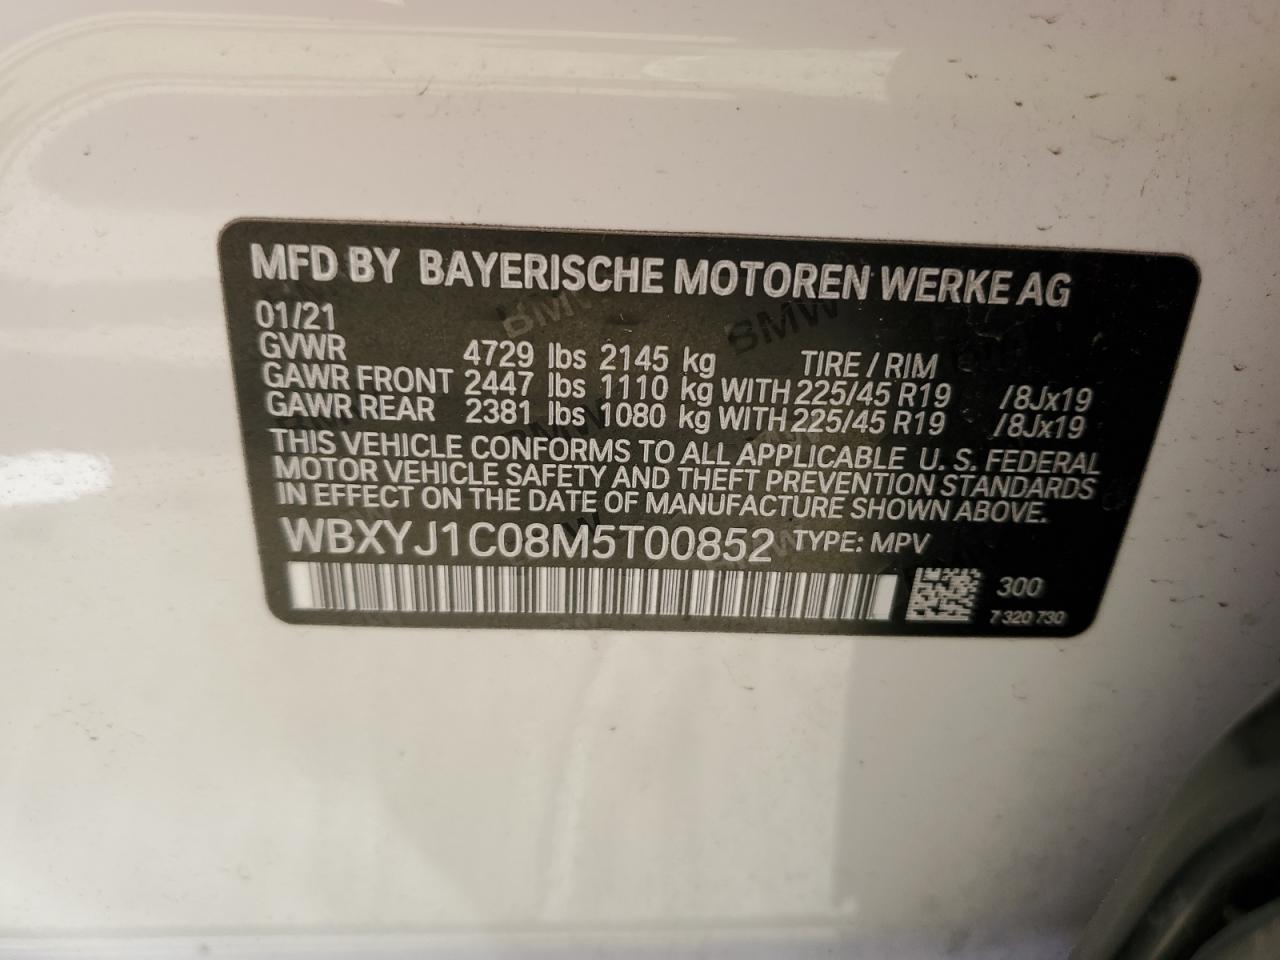 MFD BY BAYERISCHE MOTOREN WERKE AG
01/21
GVWR 4729 lbs 2145 kg TIRE / RIM
GAWR FRONT 2447 lbs 1110 kg WITH 225/45 R19 /8Jx19
GAWR REAR 2381 lbs 1080 kg WITH 225/45 R19 /8Jx19
THIS VEHICLE CONFORMS TO ALL APPLICABLE U. S. FEDERAL
MOTOR VEHICLE SAFETY AND THEFT PREVENTION STANDARDS
IN EFFECT ON THE DATE OF MANUFACTURE SHOWN ABOVE.
WBXYJ1C08M5T00852 TYPE: MPV
300
7 320 730